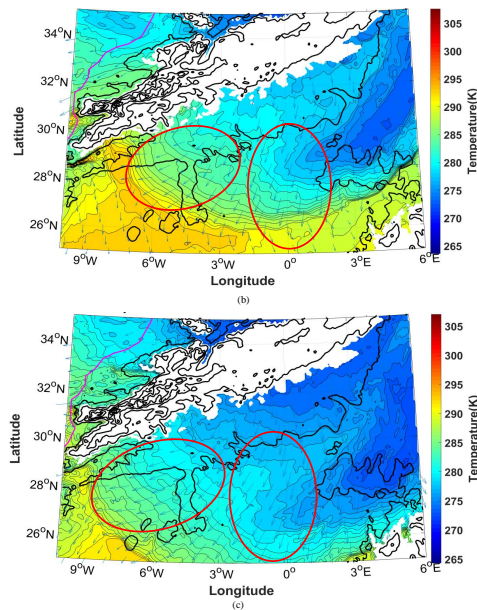 34°N
32°N
30°N
28°N
26°N
Latitude
9°W
6°W
3°W
0°
3°E
6°E
Longitude
305
300
295
290
285
280
275
270
265
Temperature(K)
(b)
34°N
32°N
30°N
28°N
26°N
Latitude
9°W
6°W
3°W
0°
3°E
6°E
Longitude
305
300
295
290
285
280
275
270
265
Temperature(K)
(c)